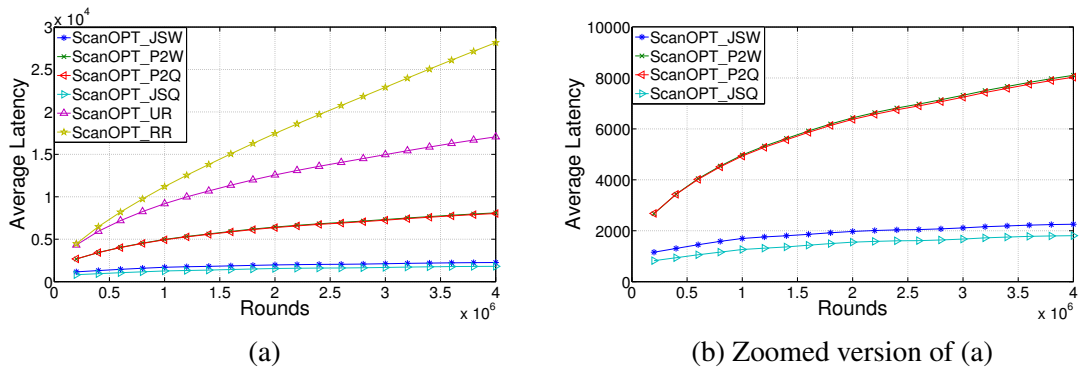 x 10^4
3
2.5
2
1.5
1
0.5
0
0 0.5 1 1.5 2 2.5 3 3.5 4
x 10^6
Average Latency
Rounds
ScanOPT_JSW
ScanOPT_P2W
ScanOPT_P2Q
ScanOPT_JSQ
ScanOPT_UR
ScanOPT_RR
(a)
10000
8000
6000
4000
2000
0
0 0.5 1 1.5 2 2.5 3 3.5 4
x 10^6
Average Latency
Rounds
ScanOPT_JSW
ScanOPT_P2W
ScanOPT_P2Q
ScanOPT_JSQ
(b) Zoomed version of (a)